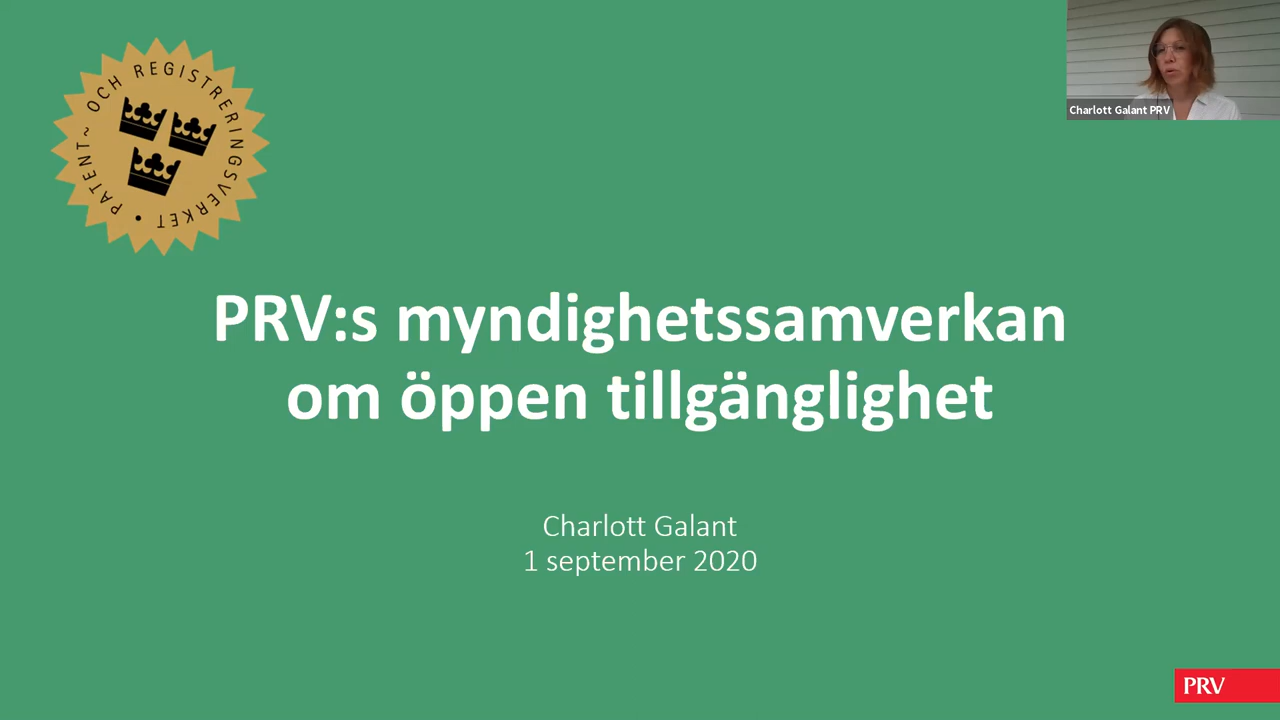 PATENT~ OCH REGISTRERINGSVERKET •
Charlott Galant PRV
PRV:s myndighetssamverkan
om öppen tillgänglighet
Charlott Galant
1 september 2020
PRV